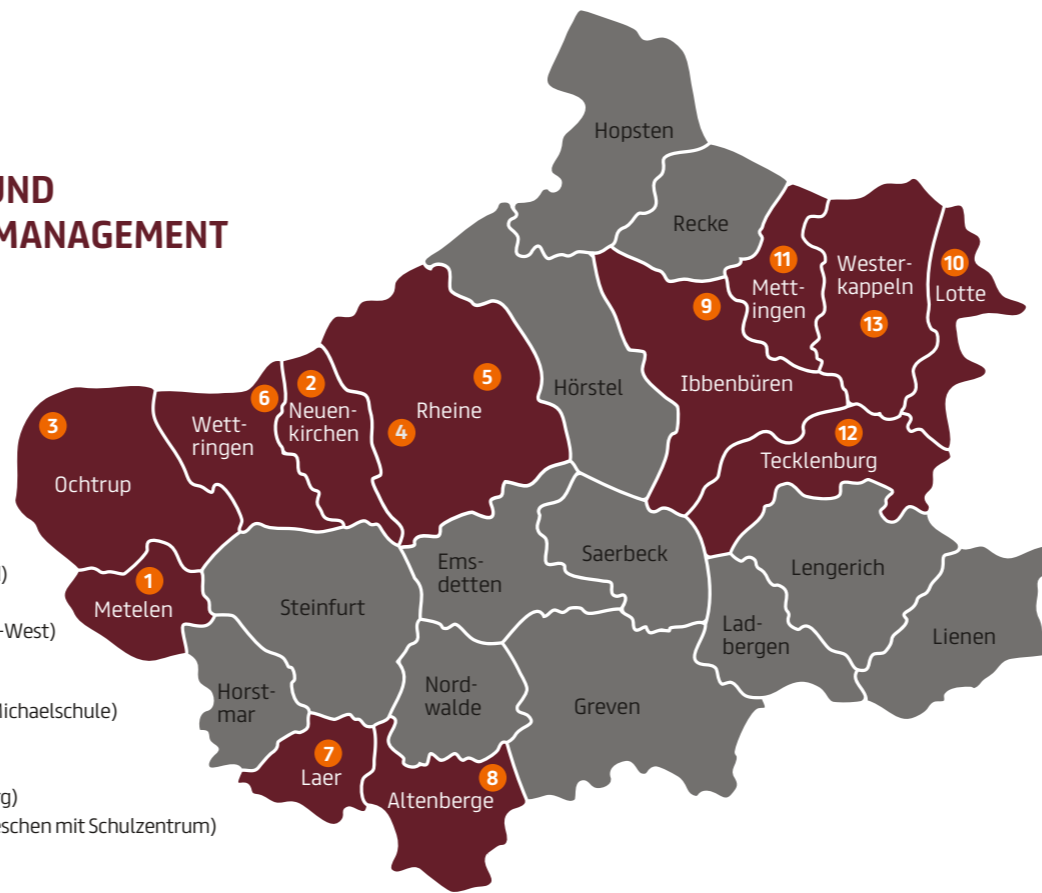 UND
MANAGEMENT
Hopsten
Recke
11
Mett-
ingen
Wester-
kappeln
13
10
Lotte
9
Ibbenbüren
Hörstel
5
4
Rheine
2
Neuen-
kirchen
6
Wett-
ringen
3
Ochtrup
12
Tecklenburg
1
Metelen
Steinfurt
Ems-
detten
Saerbeck
Lengerich
Lad-
bergen
Lienen
Horst-
mar
Nord-
walde
Greven
7
Laer
8
Altenberge
-West)
ichaelschule)
g)
eschen mit Schulzentrum)